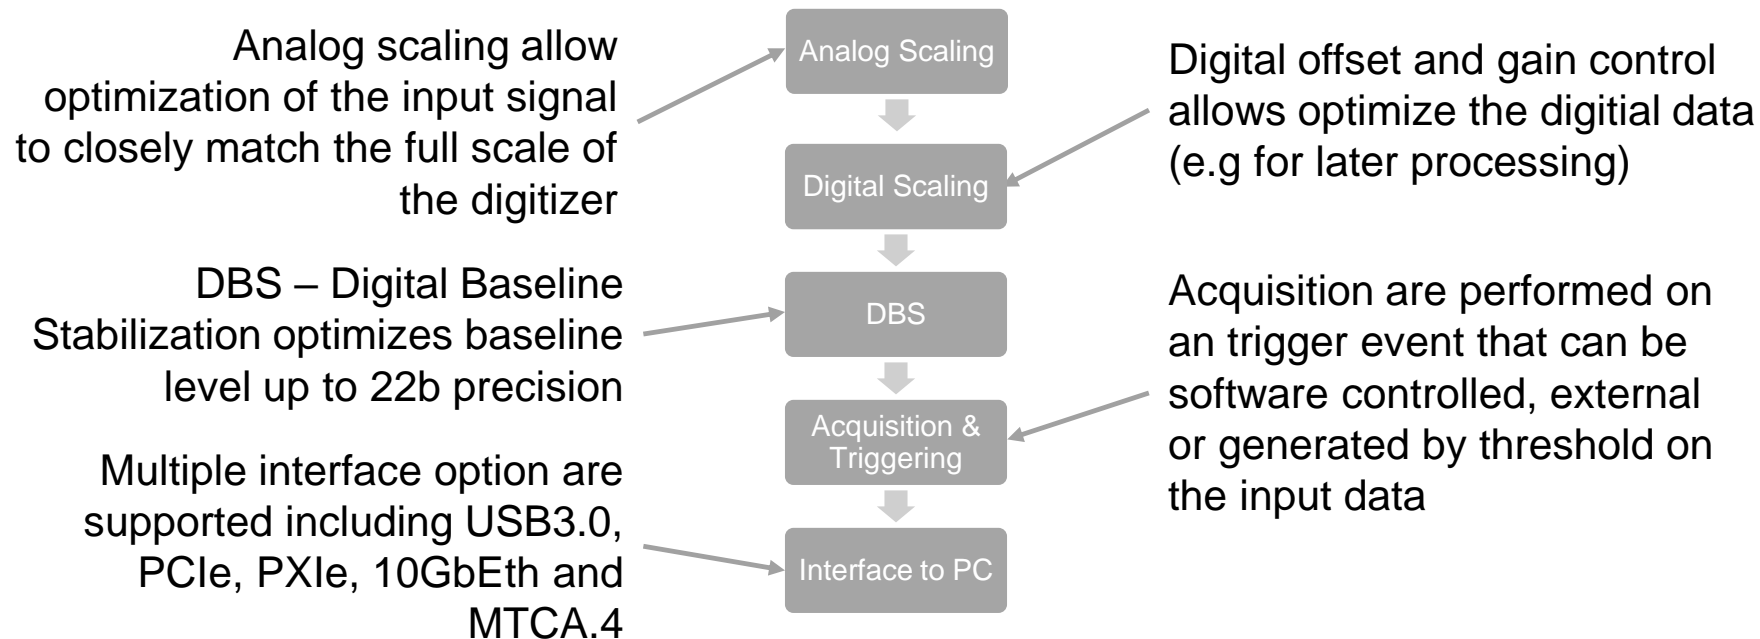 Analog scaling allow
optimization of the input signal
to closely match the full scale of
the digitizer
Analog Scaling
Digital offset and gain control
allows optimize the digitial data
(e.g for later processing)
Digital Scaling
DBS – Digital Baseline
Stabilization optimizes baseline
level up to 22b precision
DBS
Acquisition are performed on
an trigger event that can be
software controlled, external
or generated by threshold on
the input data
Acquisition &
Triggering
Multiple interface option are
supported including USB3.0,
PCIe, PXIe, 10GbEth and
MTCA.4
Interface to PC